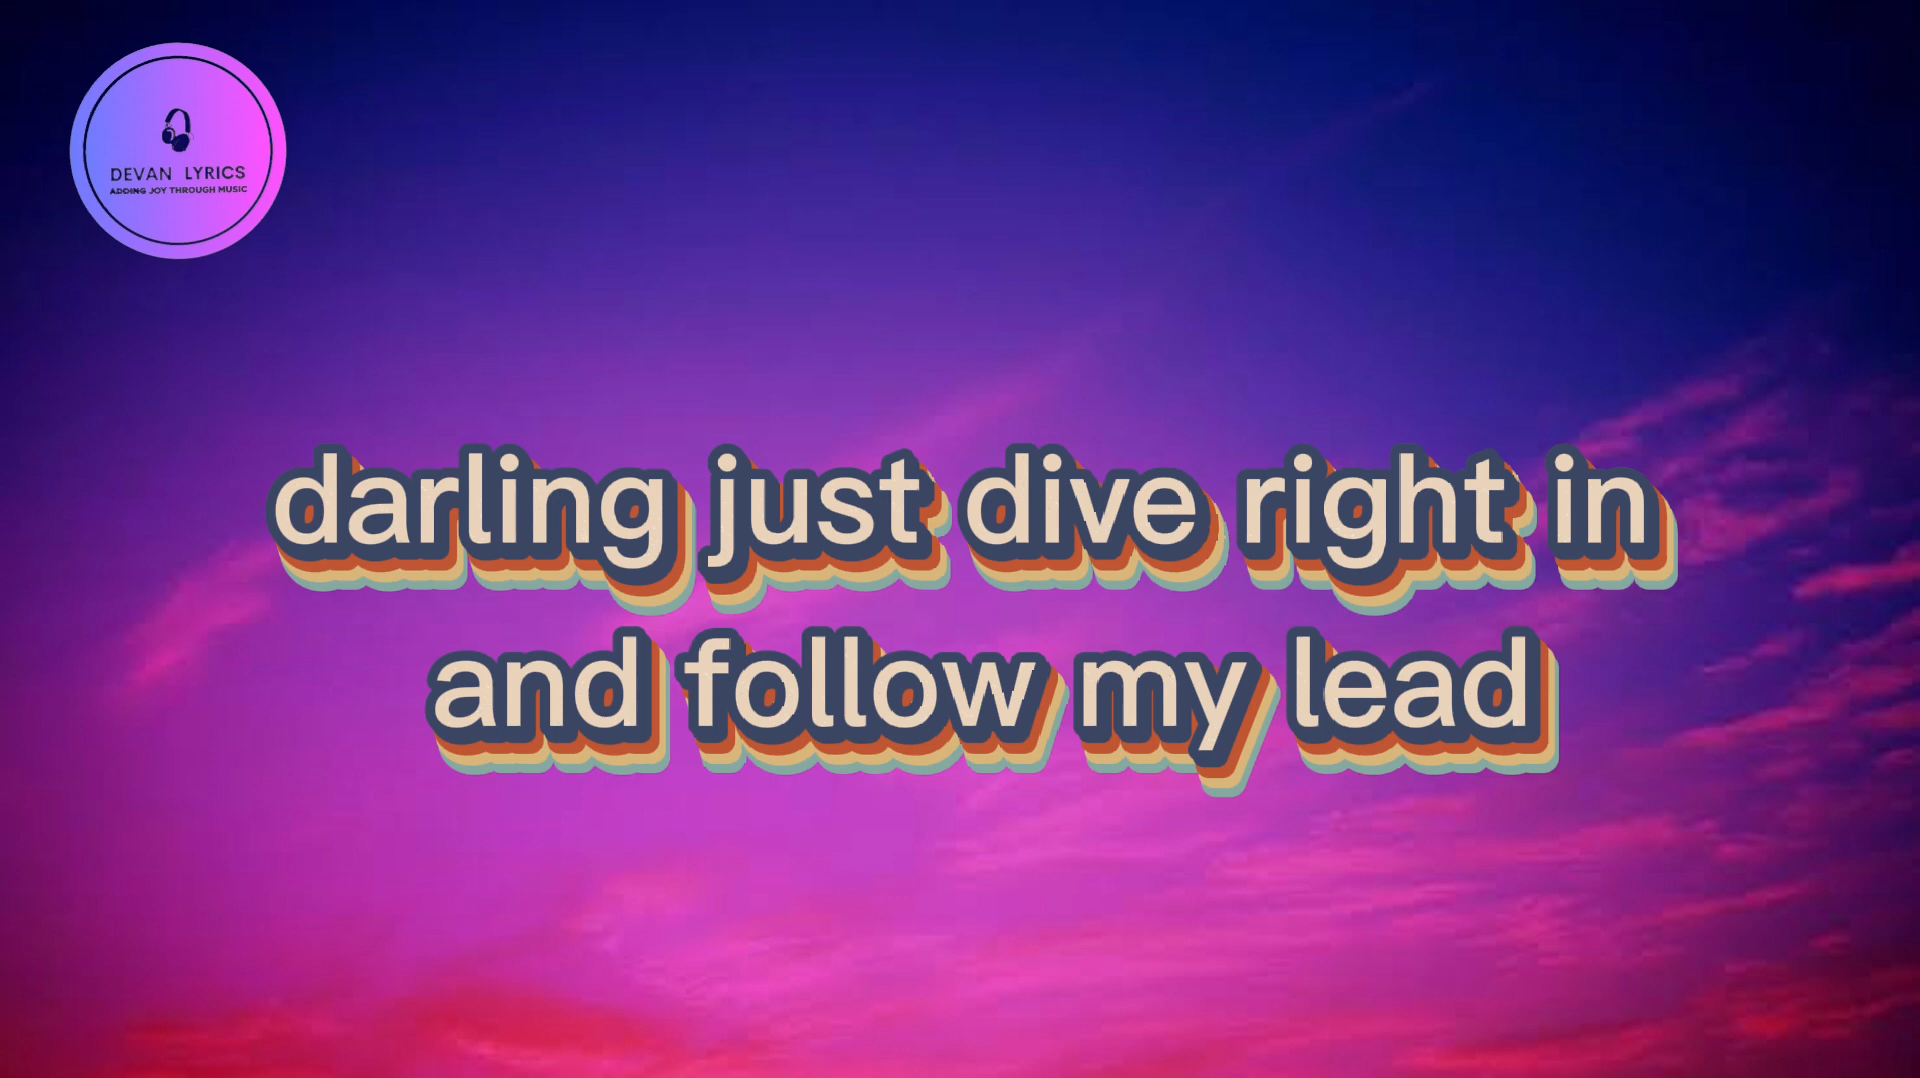 DEVAN LYRICS
ADDING JOY THROUGH MUSIC
darling just dive right in
and follow my lead